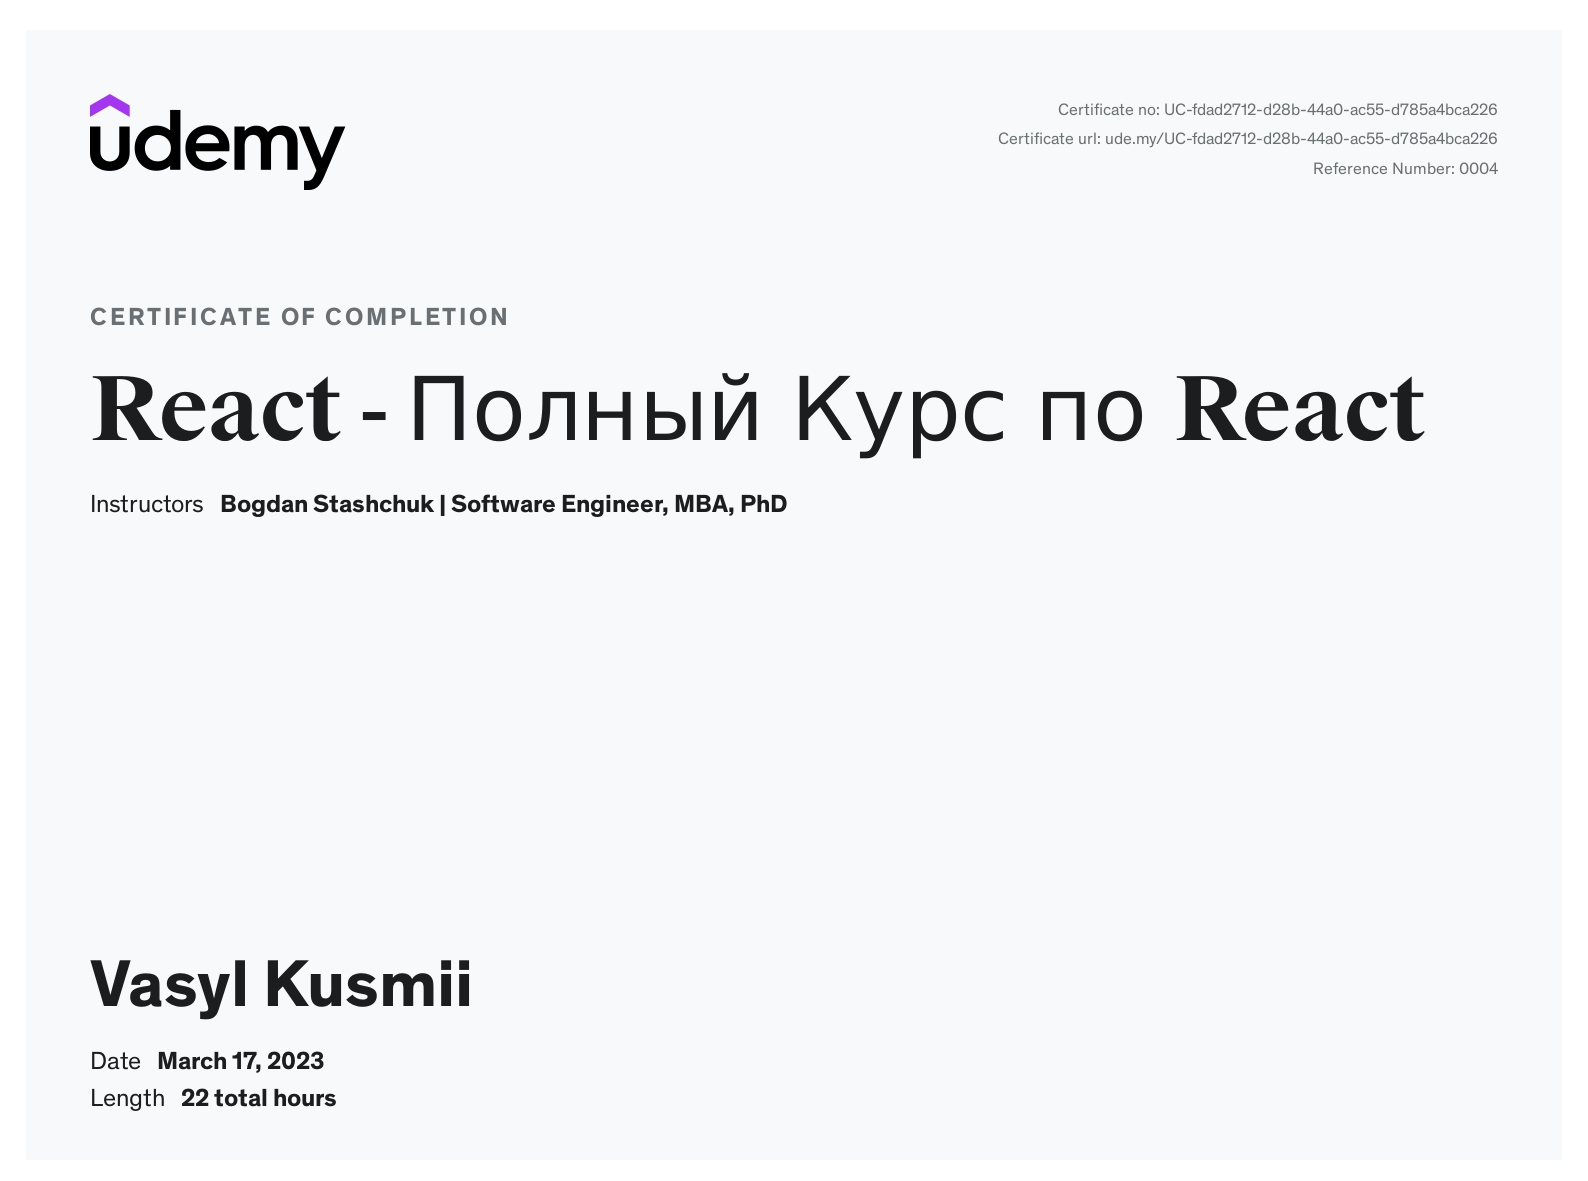 udemy
Certificate no: UC-fdad2712-d28b-44a0-ac55-d785a4bca226
Certificate url: ude.my/UC-fdad2712-d28b-44a0-ac55-d785a4bca226
Reference Number: 0004
CERTIFICATE OF COMPLETION
React - Полный Курс по React
Instructors Bogdan Stashchuk | Software Engineer, MBA, PhD
Vasyl Kusmii
Date March 17, 2023
Length 22 total hours